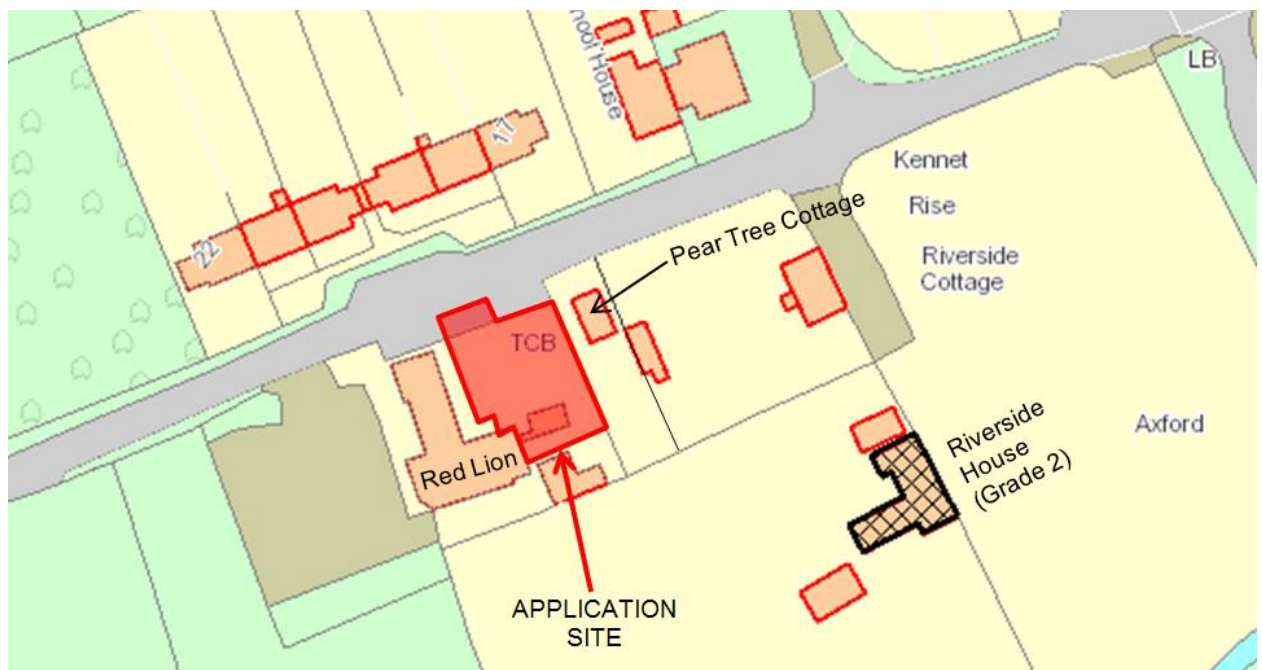 hool House
LB
17
Kennet
Rise
Pear Tree Cottage
22
Riverside
Cottage
TCB
Riverside
House
(Grade 2)
Axford
Red Lion
APPLICATION
SITE